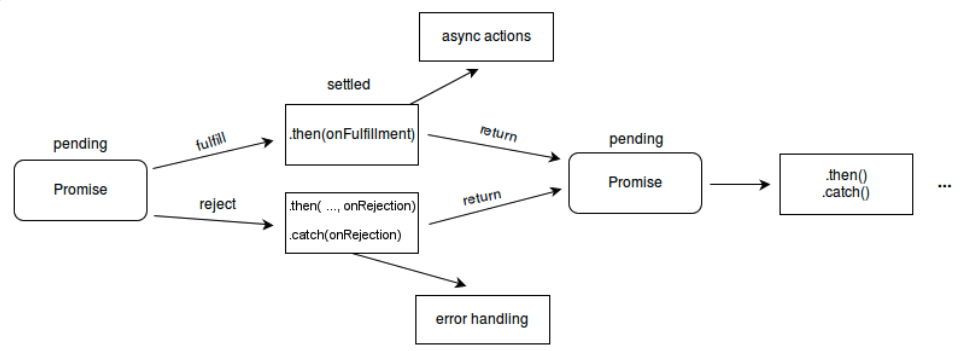 async actions
settled
.then(onFulfillment)
fulfill
return
pending
Promise
reject
.then( ..., onRejection)
.catch(onRejection)
return
pending
Promise
.then()
.catch()
...
error handling